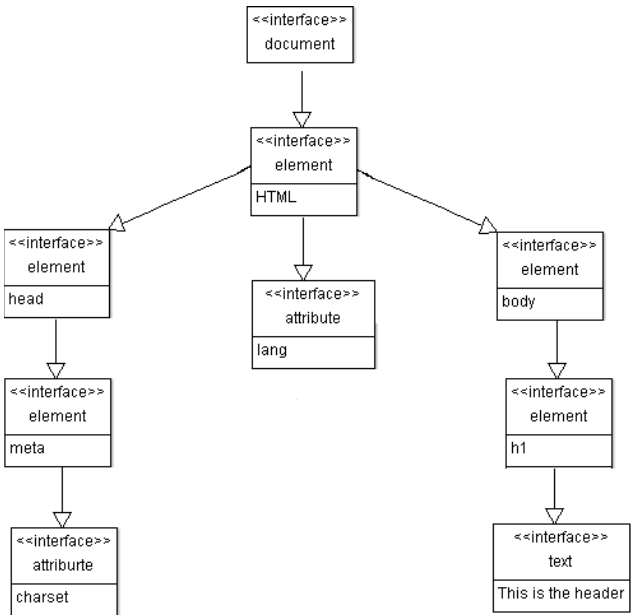 <<interface>>
document
<<interface>>
element
HTML
<<interface>>
element
head
<<interface>>
attribute
lang
<<interface>>
element
body
<<interface>>
element
meta
<<interface>>
element
h1
<<interface>>
attriburte
charset
<<interface>>
text
This is the header